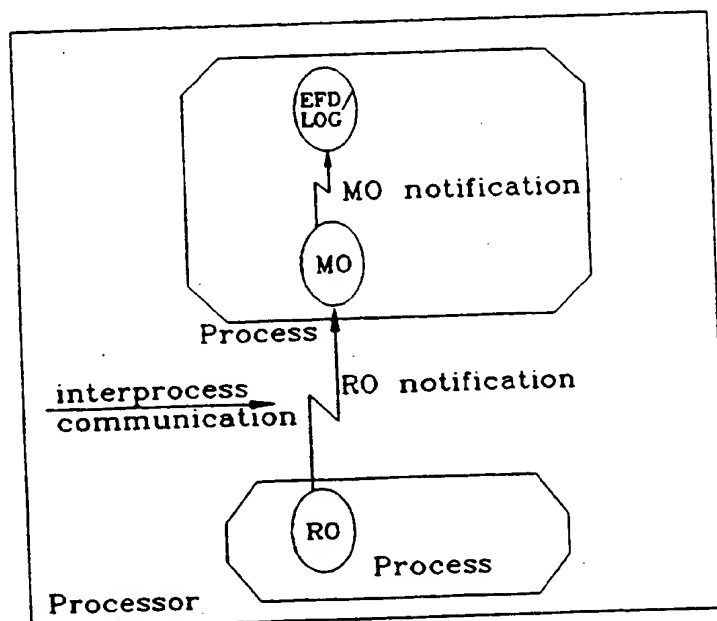 EFD/
LOG
MO notification
MO
Process
RO notification
interprocess
communication
RO
Process
Processor